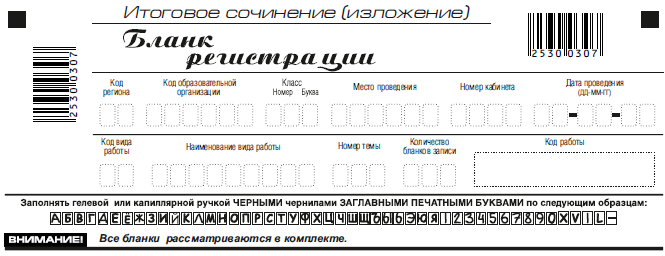 Итоговое сочинение (изложение)
Бланк
регистрации
25300307
25300307
Код региона
Код образовательной организации
Класс
Номер Буква
Место проведения
Номер кабинета
Дата проведения
(ДД-ММ-ГГ)
Код вида работы
Наименование вида работы
Номер темы
Количество бланков записи
Код работы
Заполнять гелевой или капиллярной ручкой ЧЕРНЫМИ чернилами ЗАГЛАВНЫМИ ПЕЧАТНЫМИ БУКВАМИ по следующим образцам:
АБВГДЕЁЖЗИЙКЛМНОПРСТУФХЦЧШЩЪЫЬЭЮЯ1234567890XVIL–
ВНИМАНИЕ! Все бланки рассматриваются в комплекте.